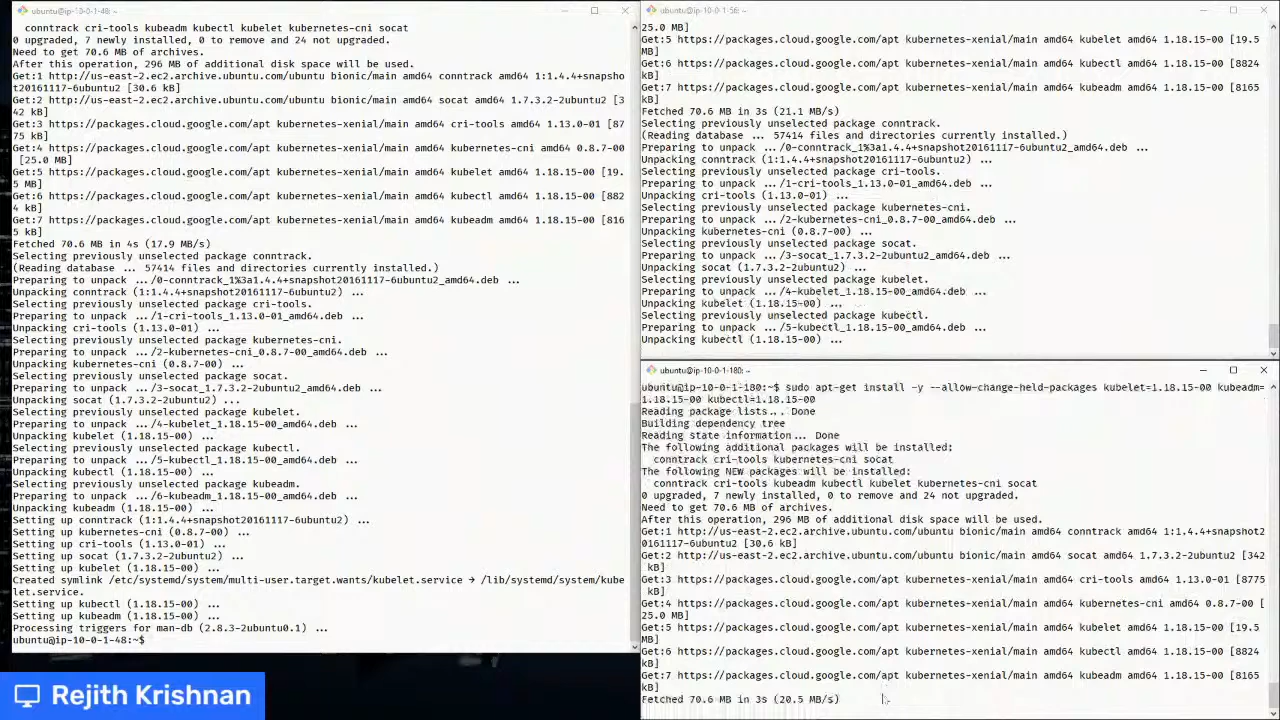 ubuntu@ip-10-0-1-48: ~
conntrack cri-tools kubeadm kubectl kubelet kubernetes-cni socat
0 upgraded, 7 newly installed, 0 to remove and 24 not upgraded.
Need to get 70.6 MB of archives.
After this operation, 296 MB of additional disk space will be used.
Get:1 http://us-east-2.ec2.archive.ubuntu.com/ubuntu bionic/main amd64 conntrack amd64 1:1.4.4+snapsho
t20161117-6ubuntu2 [30.6 kB]
Get:2 http://us-east-2.ec2.archive.ubuntu.com/ubuntu bionic/main amd64 socat amd64 1.7.3.2-2ubuntu2 [3
42 kB]
Get:3 https://packages.cloud.google.com/apt kubernetes-xenial/main amd64 cri-tools amd64 1.13.0-01 [87
75 kB]
Get:4 https://packages.cloud.google.com/apt kubernetes-xenial/main amd64 kubernetes-cni amd64 0.8.7-00
[25.0 MB]
Get:5 https://packages.cloud.google.com/apt kubernetes-xenial/main amd64 kubelet amd64 1.18.15-00 [19.
5 MB]
Get:6 https://packages.cloud.google.com/apt kubernetes-xenial/main amd64 kubectl amd64 1.18.15-00 [882
4 kB]
Get:7 https://packages.cloud.google.com/apt kubernetes-xenial/main amd64 kubeadm amd64 1.18.15-00 [816
5 kB]
Fetched 70.6 MB in 4s (17.9 MB/s)
Selecting previously unselected package conntrack.
(Reading database ... 57414 files and directories currently installed.)
Preparing to unpack .../0-conntrack_1%3a1.4.4+snapshot20161117-6ubuntu2_amd64.deb ...
Unpacking conntrack (1:1.4.4+snapshot20161117-6ubuntu2) ...
Selecting previously unselected package cri-tools.
Preparing to unpack .../1-cri-tools_1.13.0-01_amd64.deb ...
Unpacking cri-tools (1.13.0-01) ...
Selecting previously unselected package kubernetes-cni.
Preparing to unpack .../2-kubernetes-cni_0.8.7-00_amd64.deb ...
Unpacking kubernetes-cni (0.8.7-00) ...
Selecting previously unselected package socat.
Preparing to unpack .../3-socat_1.7.3.2-2ubuntu2_amd64.deb ...
Unpacking socat (1.7.3.2-2ubuntu2) ...
Selecting previously unselected package kubelet.
Preparing to unpack .../4-kubelet_1.18.15-00_amd64.deb ...
Unpacking kubelet (1.18.15-00) ...
Selecting previously unselected package kubectl.
Preparing to unpack .../5-kubectl_1.18.15-00_amd64.deb ...
Unpacking kubectl (1.18.15-00) ...
Selecting previously unselected package kubeadm.
Preparing to unpack .../6-kubeadm_1.18.15-00_amd64.deb ...
Unpacking kubeadm (1.18.15-00) ...
Setting up conntrack (1:1.4.4+snapshot20161117-6ubuntu2) ...
Setting up kubernetes-cni (0.8.7-00) ...
Setting up cri-tools (1.13.0-01) ...
Setting up socat (1.7.3.2-2ubuntu2) ...
Setting up kubelet (1.18.15-00) ...
Created symlink /etc/systemd/system/multi-user.target.wants/kubelet.service → /lib/systemd/system/kube
let.service.
Setting up kubectl (1.18.15-00) ...
Setting up kubeadm (1.18.15-00) ...
Processing triggers for man-db (2.8.3-2ubuntu0.1) ...
ubuntu@ip-10-0-1-48:~$
ubuntu@ip-10-0-1-56: ~
25.0 MB]
Get:5 https://packages.cloud.google.com/apt kubernetes-xenial/main amd64 kubelet amd64 1.18.15-00 [19.5
MB]
Get:6 https://packages.cloud.google.com/apt kubernetes-xenial/main amd64 kubectl amd64 1.18.15-00 [8824
kB]
Get:7 https://packages.cloud.google.com/apt kubernetes-xenial/main amd64 kubeadm amd64 1.18.15-00 [8165
kB]
Fetched 70.6 MB in 3s (21.1 MB/s)
Selecting previously unselected package conntrack.
(Reading database ... 57414 files and directories currently installed.)
Preparing to unpack .../0-conntrack_1%3a1.4.4+snapshot20161117-6ubuntu2_amd64.deb ...
Unpacking conntrack (1:1.4.4+snapshot20161117-6ubuntu2) ...
Selecting previously unselected package cri-tools.
Preparing to unpack .../1-cri-tools_1.13.0-01_amd64.deb ...
Unpacking cri-tools (1.13.0-01) ...
Selecting previously unselected package kubernetes-cni.
Preparing to unpack .../2-kubernetes-cni_0.8.7-00_amd64.deb ...
Unpacking kubernetes-cni (0.8.7-00) ...
Selecting previously unselected package socat.
Preparing to unpack .../3-socat_1.7.3.2-2ubuntu2_amd64.deb ...
Unpacking socat (1.7.3.2-2ubuntu2) ...
Selecting previously unselected package kubelet.
Preparing to unpack .../4-kubelet_1.18.15-00_amd64.deb ...
Unpacking kubelet (1.18.15-00) ...
Selecting previously unselected package kubectl.
Preparing to unpack .../5-kubectl_1.18.15-00_amd64.deb ...
Unpacking kubectl (1.18.15-00) ...
ubuntu@ip-10-0-1-180: ~
ubuntu@ip-10-0-1-180:~$ sudo apt-get install -y --allow-change-held-packages kubelet=1.18.15-00 kubeadm=
1.18.15-00 kubectl=1.18.15-00
Reading package lists... Done
Building dependency tree
Reading state information... Done
The following additional packages will be installed:
conntrack cri-tools kubernetes-cni socat
The following NEW packages will be installed:
conntrack cri-tools kubeadm kubectl kubelet kubernetes-cni socat
0 upgraded, 7 newly installed, 0 to remove and 24 not upgraded.
Need to get 70.6 MB of archives.
After this operation, 296 MB of additional disk space will be used.
Get:1 http://us-east-2.ec2.archive.ubuntu.com/ubuntu bionic/main amd64 conntrack amd64 1:1.4.4+snapshot2
0161117-6ubuntu2 [30.6 kB]
Get:2 http://us-east-2.ec2.archive.ubuntu.com/ubuntu bionic/main amd64 socat amd64 1.7.3.2-2ubuntu2 [342
kB]
Get:3 https://packages.cloud.google.com/apt kubernetes-xenial/main amd64 cri-tools amd64 1.13.0-01 [8775
kB]
Get:4 https://packages.cloud.google.com/apt kubernetes-xenial/main amd64 kubernetes-cni amd64 0.8.7-00 [
25.0 MB]
Get:5 https://packages.cloud.google.com/apt kubernetes-xenial/main amd64 kubelet amd64 1.18.15-00 [19.5
MB]
Get:6 https://packages.cloud.google.com/apt kubernetes-xenial/main amd64 kubectl amd64 1.18.15-00 [8824
kB]
Get:7 https://packages.cloud.google.com/apt kubernetes-xenial/main amd64 kubeadm amd64 1.18.15-00 [8165
kB]
Fetched 70.6 MB in 3s (20.5 MB/s)
Rejith Krishnan